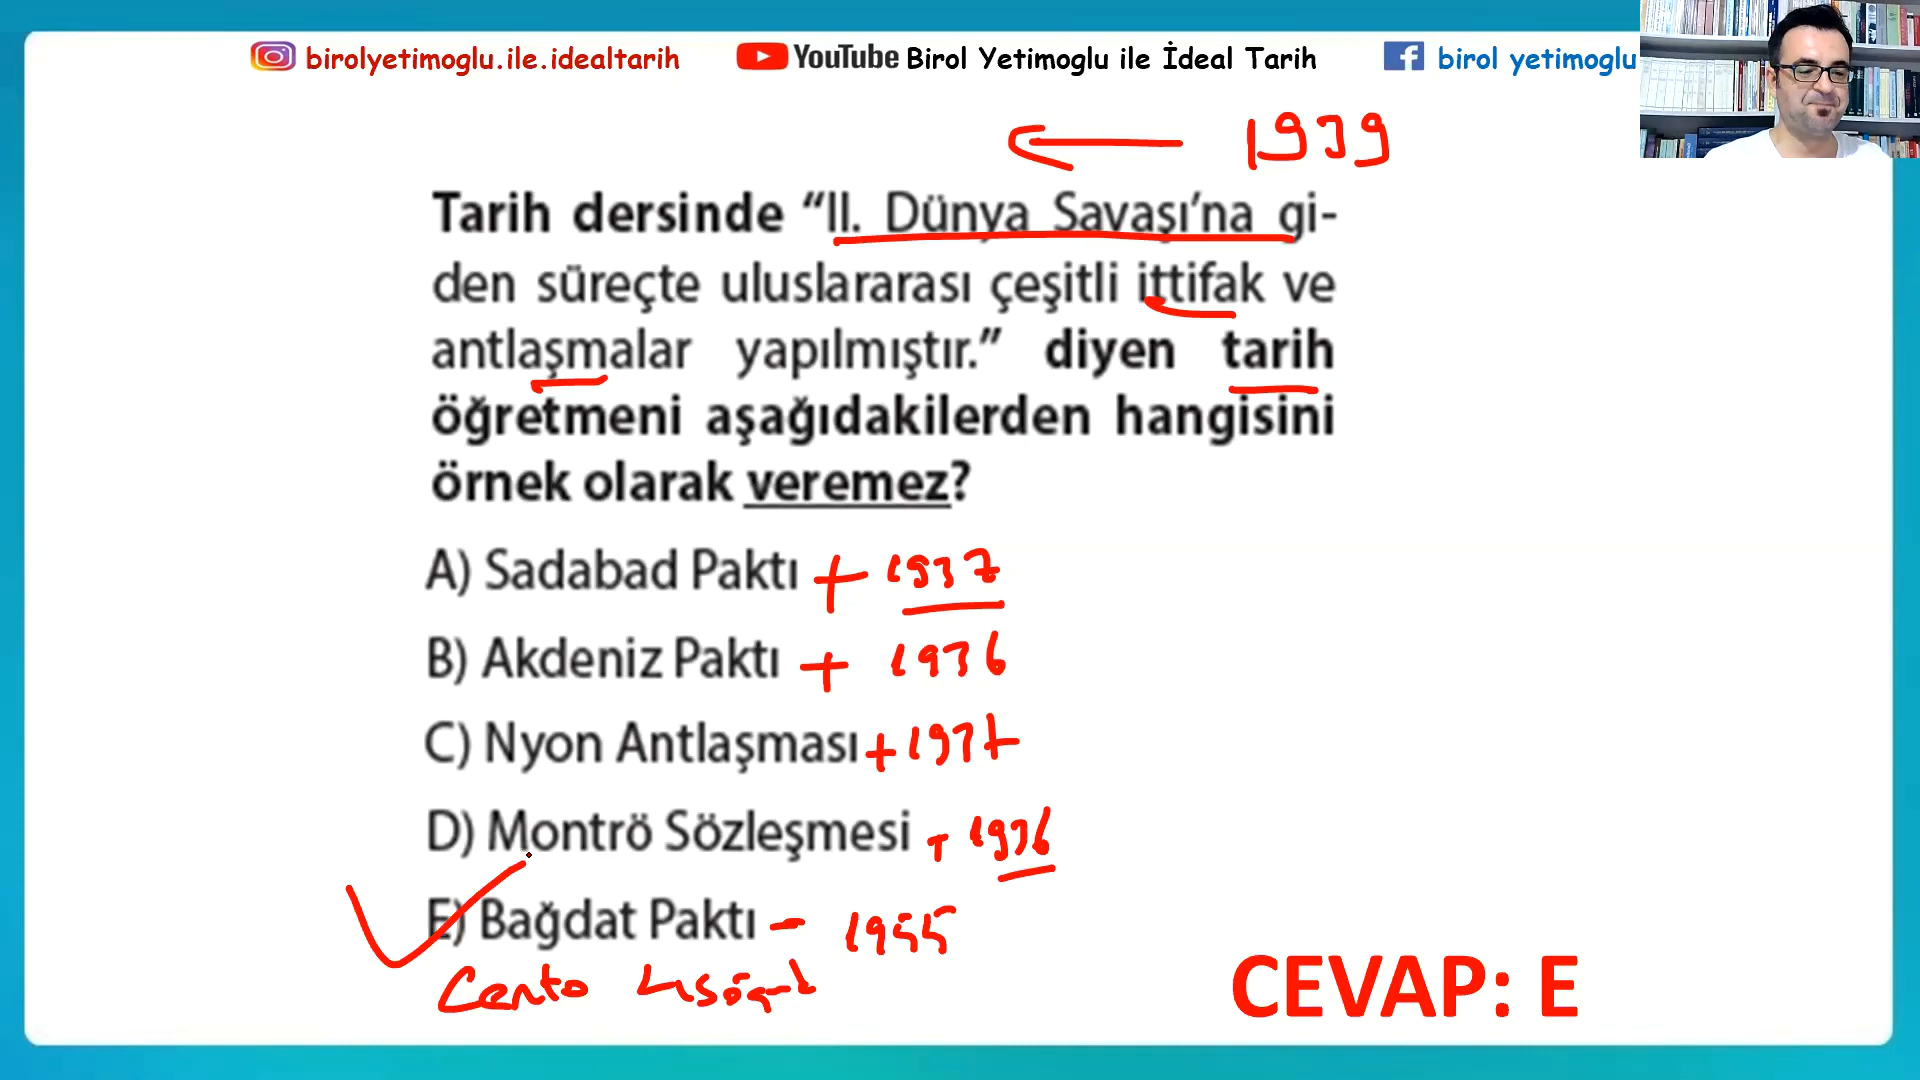 birolyetimoglu.ile.idealtarih YouTube Birol Yetimoglu ile İdeal Tarih birol yetimoglu
1939
Tarih dersinde “II. Dünya Savaşı’na gi-
den süreçte uluslararası çeşitli ittifak ve
antlaşmalar yapılmıştır.” diyen tarih
öğretmeni aşağıdakilerden hangisini
örnek olarak veremez?
A) Sadabad Paktı + 1937
B) Akdeniz Paktı + 1936
C) Nyon Antlaşması + 1937
D) Montrö Sözleşmesi + 1936
E) Bağdat Paktı - 1955
Cento
CEVAP: E